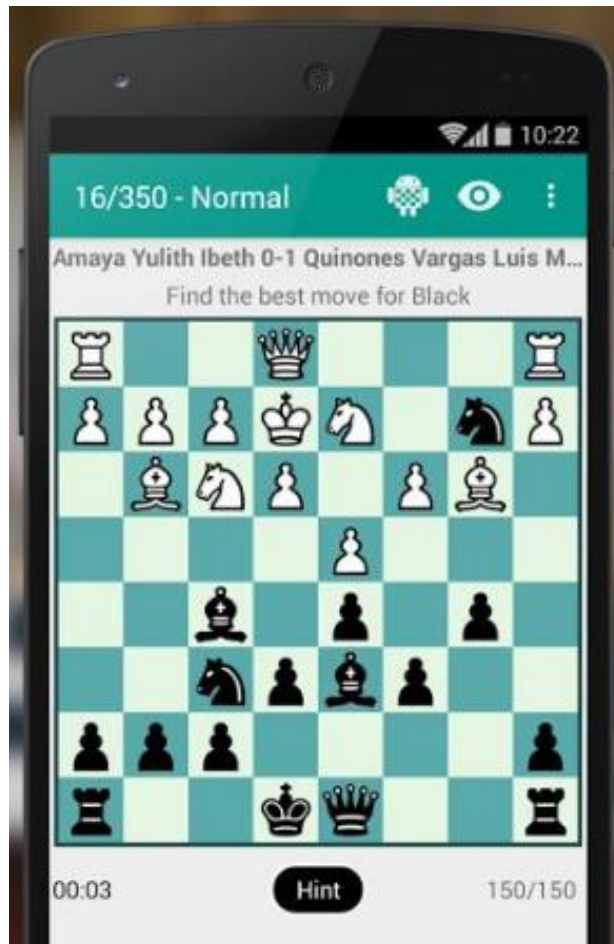 10:22
16/350 - Normal
Amaya Yulith Ibeth 0-1 Quinones Vargas Luis M...
Find the best move for Black
00:03
Hint
150/150